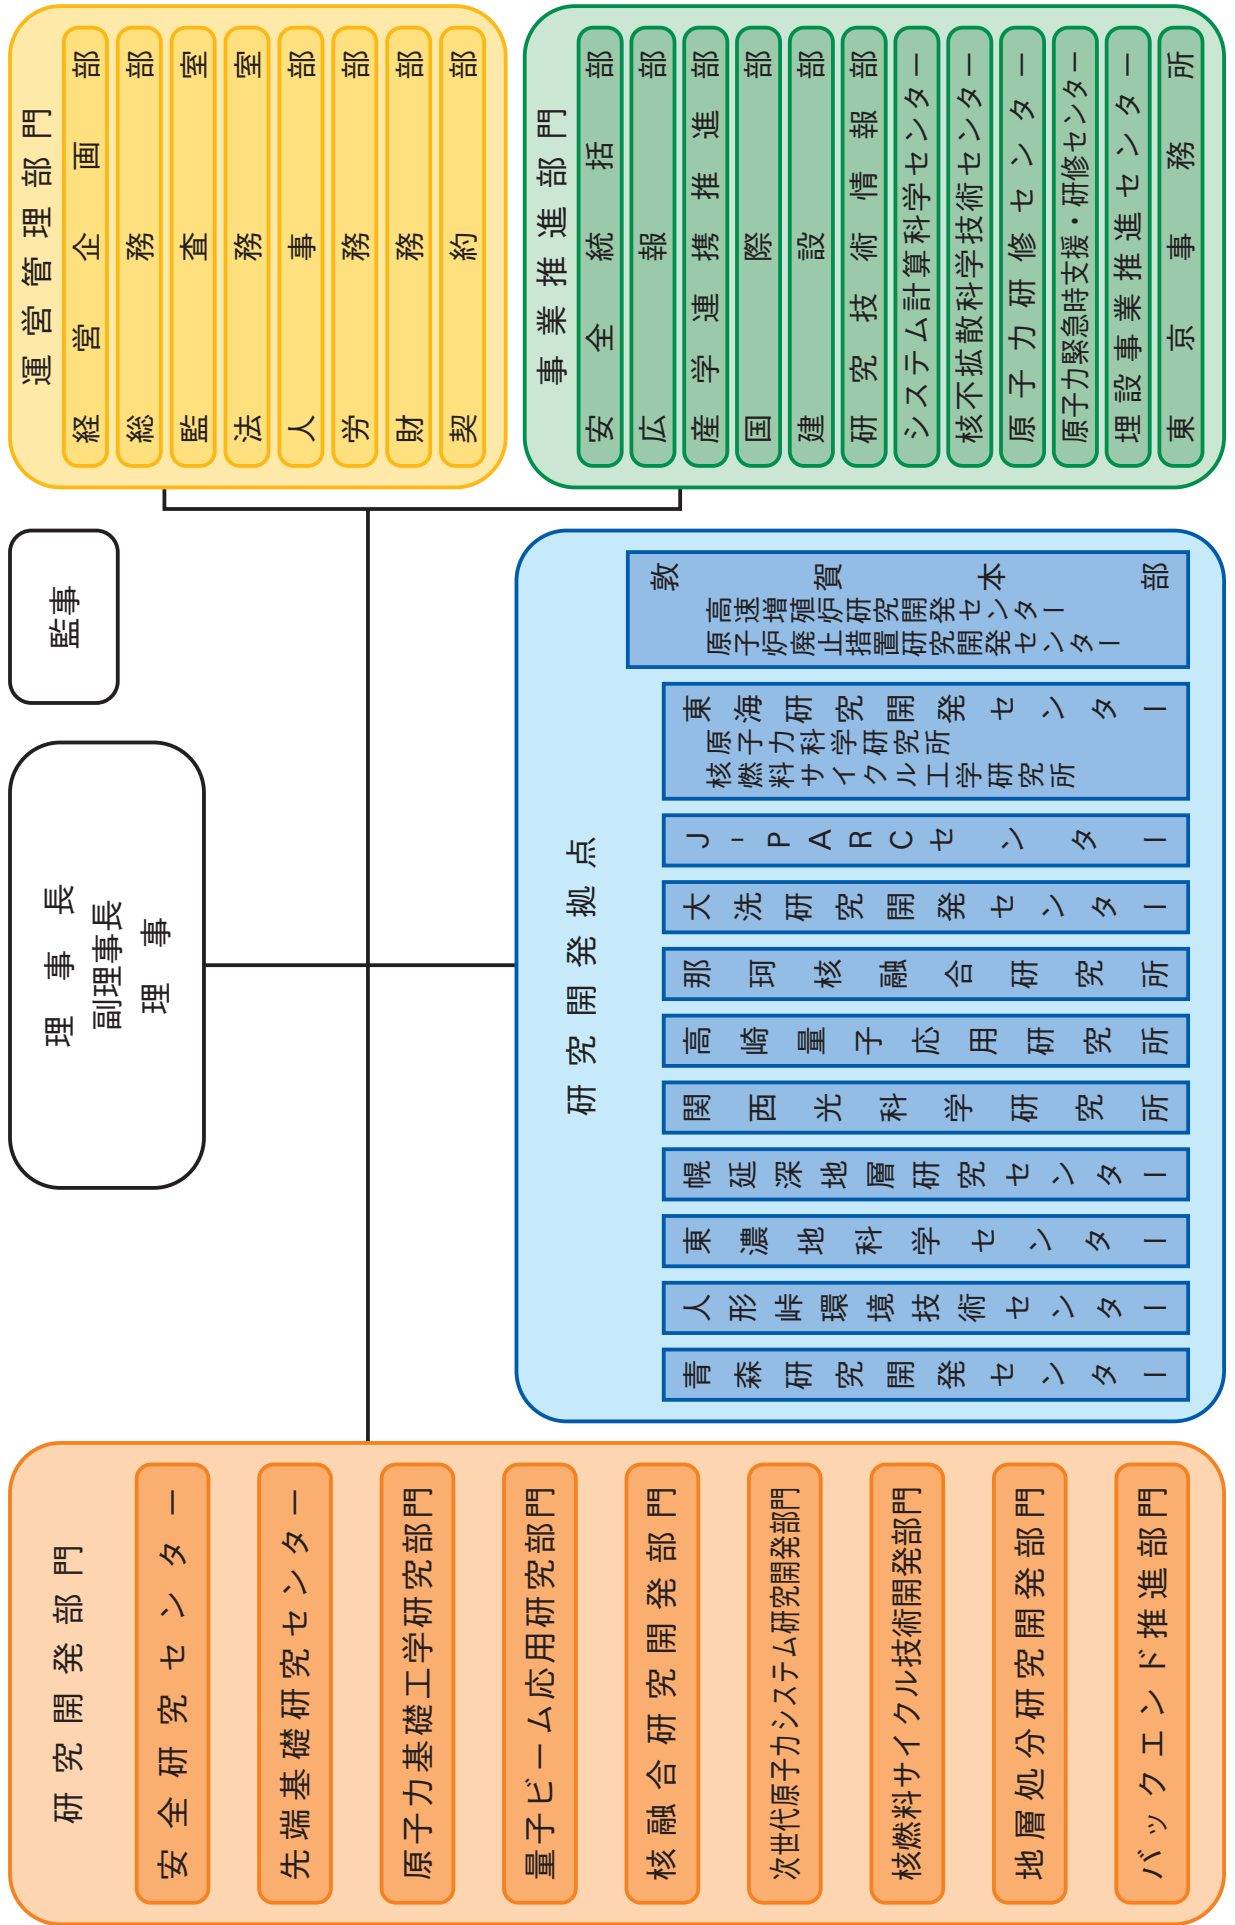 運営管理部門
経営企画部
総務部
監査室
法務室
人事部
労務部
財務部
契約部
事業推進部門
安全統括部
広報部
産学連携推進部
国際部
建設部
研究技術情報部
システム計算科学センター
核不拡散科学技術センター
原子力研修センター
原子力緊急時支援・研修センター
埋設事業推進センター
東京事務所
監事
理事長
副理事長
理事
研究開発拠点
敦賀本部
高速増殖炉研究開発センター
原子炉廃止措置研究開発センター
東海研究開発センター
原子力科学研究所
核燃料サイクル工学研究所
J-PARCセンター
大洗研究開発センター
那珂核融合研究所
高崎量子応用研究所
関西光科学研究所
幌延深地層研究センター
東濃地科学センター
人形峠環境技術センター
青森研究開発センター
研究開発部門
安全研究センター
先端基礎研究センター
原子力基礎工学研究部門
量子ビーム応用研究部門
核融合研究開発部門
次世代原子力システム研究開発部門
核燃料サイクル技術開発部門
地層処分研究開発部門
バックエンド推進部門